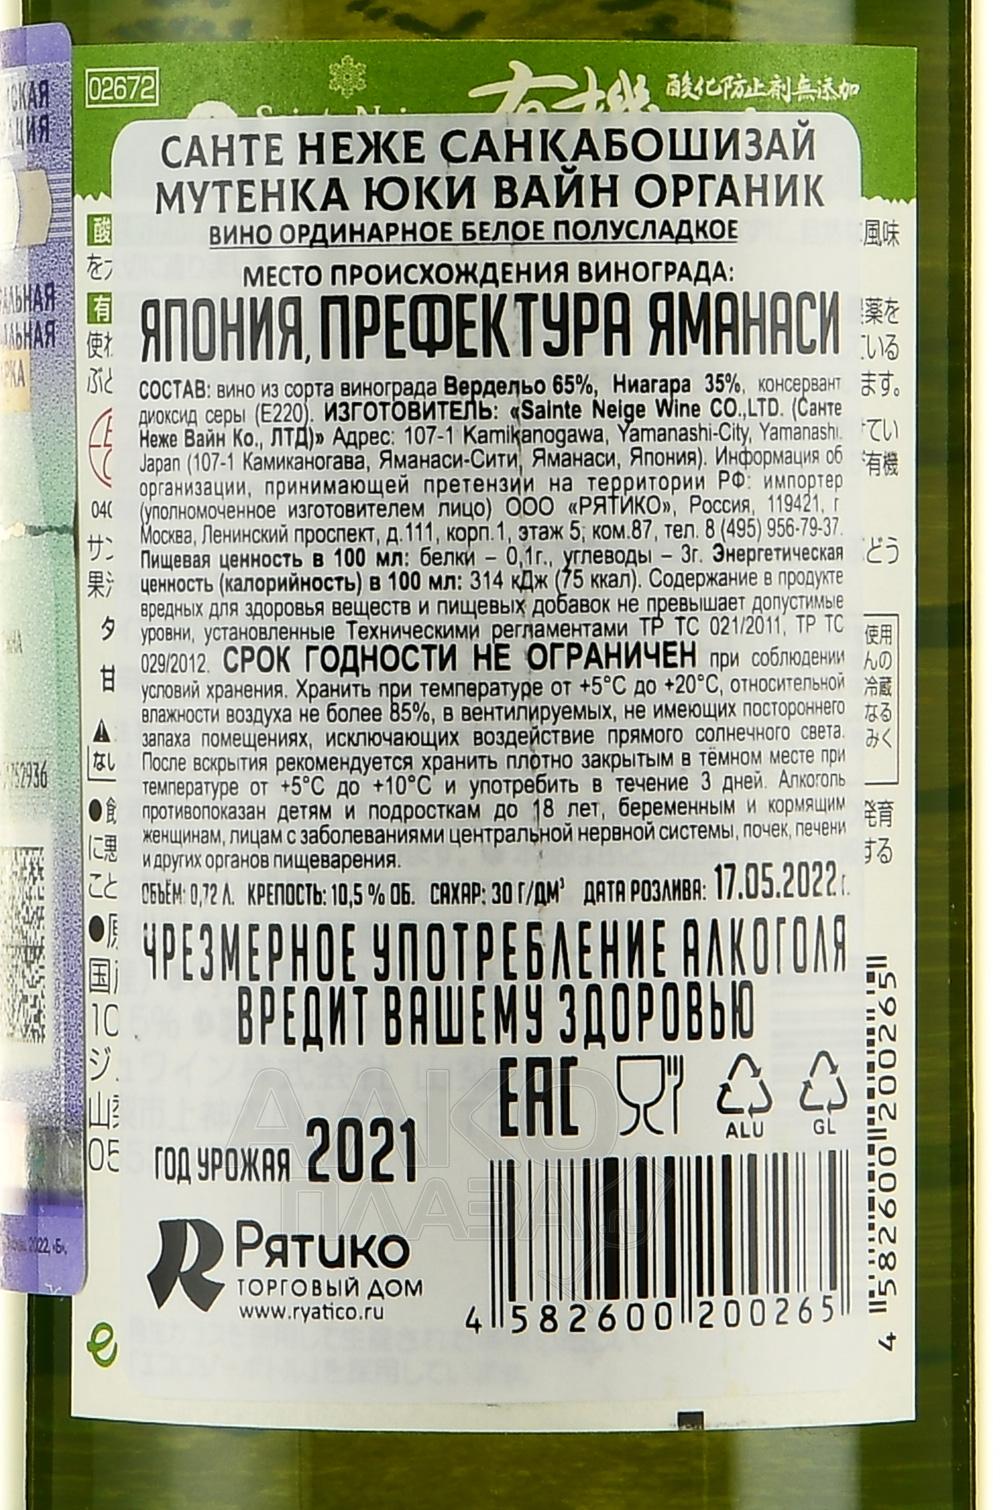 02672
有機
酸化防止剤無添加
САНТЕ НЕЖЕ САНКАБОШИЗАЙ
МУТЕНКА ЮКИ ВАЙН ОРГАНИК
ВИНО ОРДИНАРНОЕ БЕЛОЕ ПОЛУСЛАДКОЕ
МЕСТО ПРОИСХОЖДЕНИЯ ВИНОГРАДА:
ЯПОНИЯ, ПРЕФЕКТУРА ЯМАНАСИ
СОСТАВ: вино из сорта винограда Вердельо 65%, Ниагара 35%, консервант
диоксид серы (Е220). ИЗГОТОВИТЕЛЬ: «Sainte Neige Wine CO.,LTD. (Санте
Неже Вайн Ко., ЛТД)» Адрес: 107-1 Kamikanogawa, Yamanashi-City, Yamanashi.
Japan (107-1 Камиканогава, Яманаси-Сити, Яманаси, Япония). Информация об
организации, принимающей претензии на территории РФ: импортер
(уполномоченное изготовителем лицо) ООО «РЯТИКО», Россия, 119421, г
Москва, Ленинский проспект, д.111, корп.1, этаж 5, ком.87, тел. 8 (495) 956-79-37.
Пищевая ценность в 100 мл: белки – 0,1г., углеводы – 3г. Энергетическая
ценность (калорийность) в 100 мл: 314 кДж (75 ккал). Содержание в продукте
вредных для здоровья веществ и пищевых добавок не превышает допустимые
уровни, установленные Техническими регламентами ТР ТС 021/2011, ТР ТС
029/2012. СРОК ГОДНОСТИ НЕ ОГРАНИЧЕН при соблюдении
условий хранения. Хранить при температуре от +5°С до +20°С, относительной
влажности воздуха не более 85%, в вентилируемых, не имеющих постороннего
запаха помещениях, исключающих воздействие прямого солнечного света.
После вскрытия рекомендуется хранить плотно закрытым в тёмном месте при
температуре от +5°С до +10°С и употребить в течение 3 дней. Алкоголь
противопоказан детям и подросткам до 18 лет, беременным и кормящим
женщинам, лицам с заболеваниями центральной нервной системы, почек, печени
и других органов пищеварения.
ОБЪЁМ: 0,72 Л. КРЕПОСТЬ: 10,5 % ОБ. САХАР: 30 Г/ДМ³ ДАТА РОЗЛИВА: 17.05.2022 г.
ЧРЕЗМЕРНОЕ УПОТРЕБЛЕНИЕ АЛКОГОЛЯ
ВРЕДИТ ВАШЕМУ ЗДОРОВЬЮ
EAC
ALU
GL
ГОД УРОЖАЯ 2021
РЯТИКО
ТОРГОВЫЙ ДОМ
www.ryatico.ru
4 582600 200265
4 582600 200265
АЛКО
ПЛАЗА